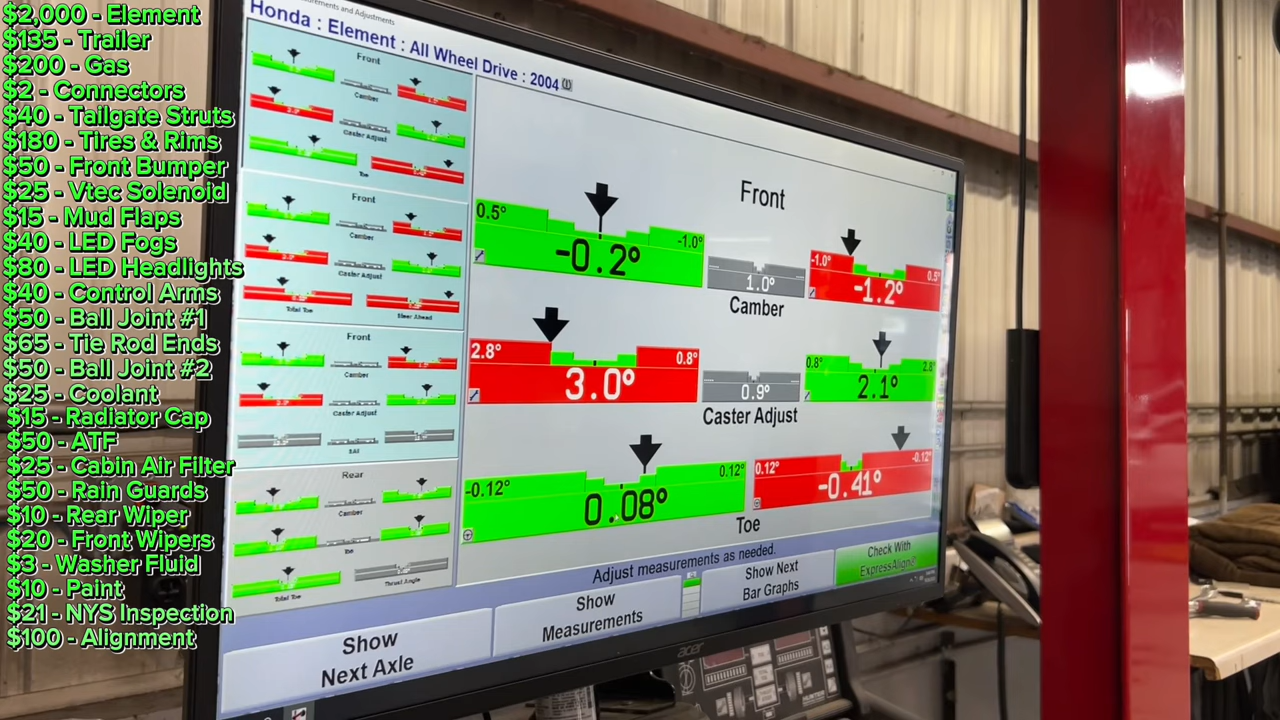 $2,000 - Element
$135 - Trailer
$200 - Gas
$2 - Connectors
$40 - Tailgate Struts
$180 - Tires & Rims
$50 - Front Bumper
$25 - Vtec Solenoid
$15 - Mud Flaps
$40 - LED Fogs
$80 - LED Headlights
$40 - Control Arms
$50 - Ball Joint #1
$65 - Tie Rod Ends
$50 - Ball Joint #2
$25 - Coolant
$15 - Radiator Cap
$50 - ATF
$25 - Cabin Air Filter
$50 - Rain Guards
$10 - Rear Wiper
$20 - Front Wipers
$3 - Washer Fluid
$10 - Paint
$21 - NYS Inspection
$100 - Alignment
Measurements and Adjustments
Honda : Element : All Wheel Drive : 2004
Front
Camber
Caster Adjust
Toe
Front
Camber
Caster Adjust
Total Toe
Steer Ahead
Front
Camber
Caster Adjust
SAI
Rear
Camber
Toe
Total Toe
Thrust Angle
Front
0.5° -1.0°
-0.2°
1.0°
-1.0° 0.5°
-1.2°
Camber
2.8° 0.8°
3.0°
0.9°
0.8° 2.8°
2.1°
Caster Adjust
-0.12° 0.12°
0.08°
0.12° -0.12°
-0.41°
Toe
Adjust measurements as needed.
Show
Next Axle
Show
Measurements
Show Next
Bar Graphs
Check With
ExpressAlign®
acer
HUNTER